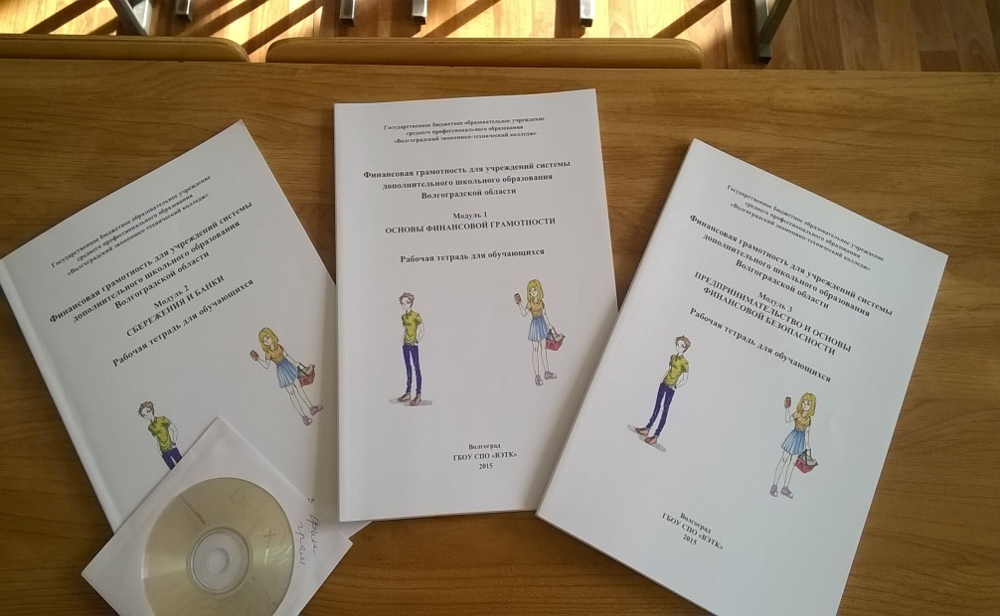 Государственное бюджетное образовательное учреждение
среднего профессионального образования
«Волгоградский экономико-технический колледж»
Финансовая грамотность для учреждений системы
дополнительного школьного образования
Волгоградской области
Модуль 2
СБЕРЕЖЕНИЯ И БАНКИ
Рабочая тетрадь для обучающихся
Государственное бюджетное образовательное учреждение
среднего профессионального образования
«Волгоградский экономико-технический колледж»
Финансовая грамотность для учреждений системы
дополнительного школьного образования
Волгоградской области
Модуль 1
ОСНОВЫ ФИНАНСОВОЙ ГРАМОТНОСТИ
Рабочая тетрадь для обучающихся
Волгоград
ГБОУ СПО «ВЭТК»
2015
Государственное бюджетное образовательное учреждение
среднего профессионального образования
«Волгоградский экономико-технический колледж»
Финансовая грамотность для учреждений системы
дополнительного школьного образования
Волгоградской области
Модуль 3
ПРЕДПРИНИМАТЕЛЬСТВО И ОСНОВЫ
ФИНАНСОВОЙ БЕЗОПАСНОСТИ
Рабочая тетрадь для обучающихся
Волгоград
ГБОУ СПО «ВЭТК»
2015
фин
грам